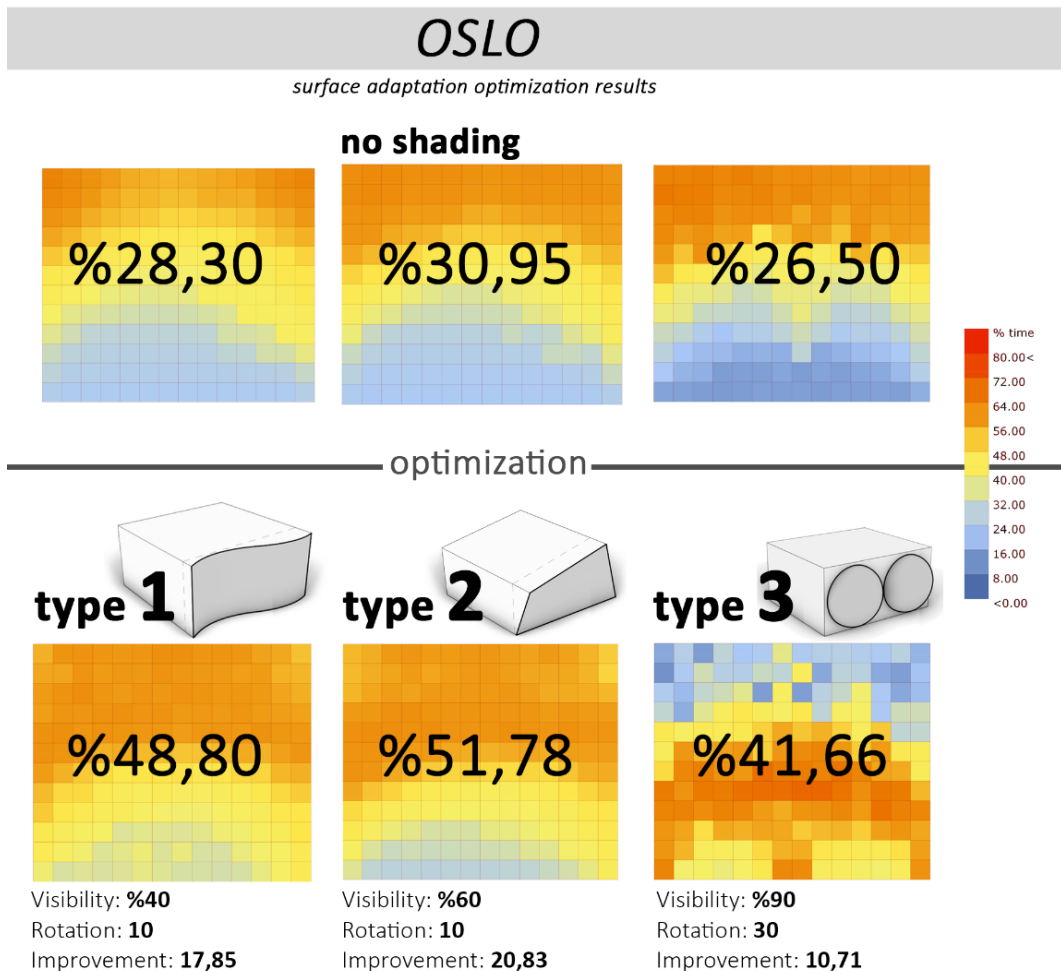 OSLO
surface adaptation optimization results
no shading
%28,30
%30,95
%26,50
% time
80.00<
72.00
64.00
56.00
48.00
40.00
32.00
24.00
16.00
8.00
<0.00
optimization
type 1
type 2
type 3
%48,80
%51,78
%41,66
Visibility: %40
Rotation: 10
Improvement: 17,85
Visibility: %60
Rotation: 10
Improvement: 20,83
Visibility: %90
Rotation: 30
Improvement: 10,71